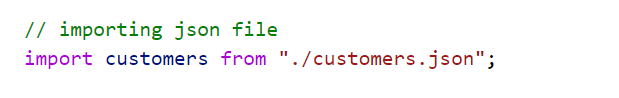 // importing json file
import customers from "./customers.json";